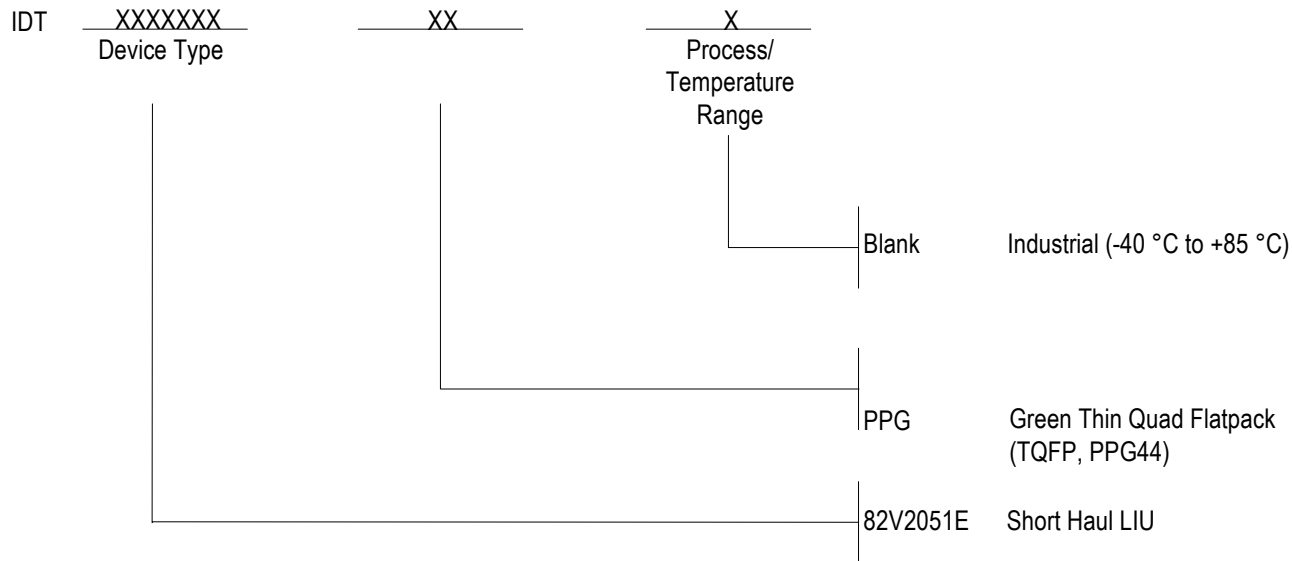 IDT XXXXXXX XX X
Device Type
Process/
Temperature
Range
Blank Industrial (-40 °C to +85 °C)
PPG Green Thin Quad Flatpack
(TQFP, PPG44)
82V2051E Short Haul LIU